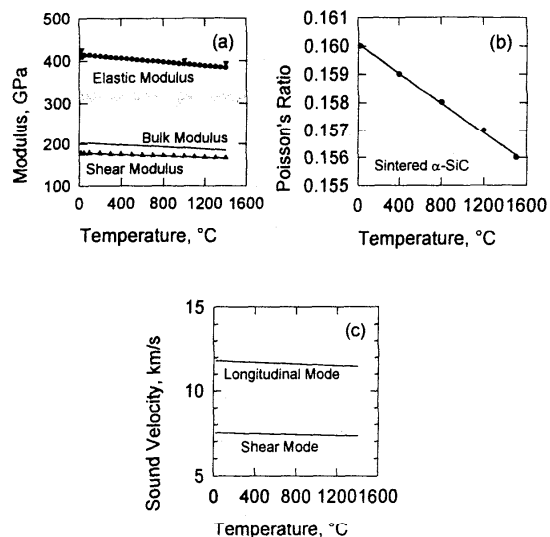 500
400
300
200
100
Modulus, GPa
(a)
Elastic Modulus
Bulk Modulus
Shear Modulus
0 400 800 1200 1600
Temperature, °C
0.161
0.160
0.159
0.158
0.157
0.156
0.155
Poisson's Ratio
(b)
Sintered α-SiC
0 400 800 1200 1600
Temperature, °C
15
10
5
Sound Velocity, km/s
(c)
Longitudinal Mode
Shear Mode
0 400 800 1200 1600
Temperature, °C